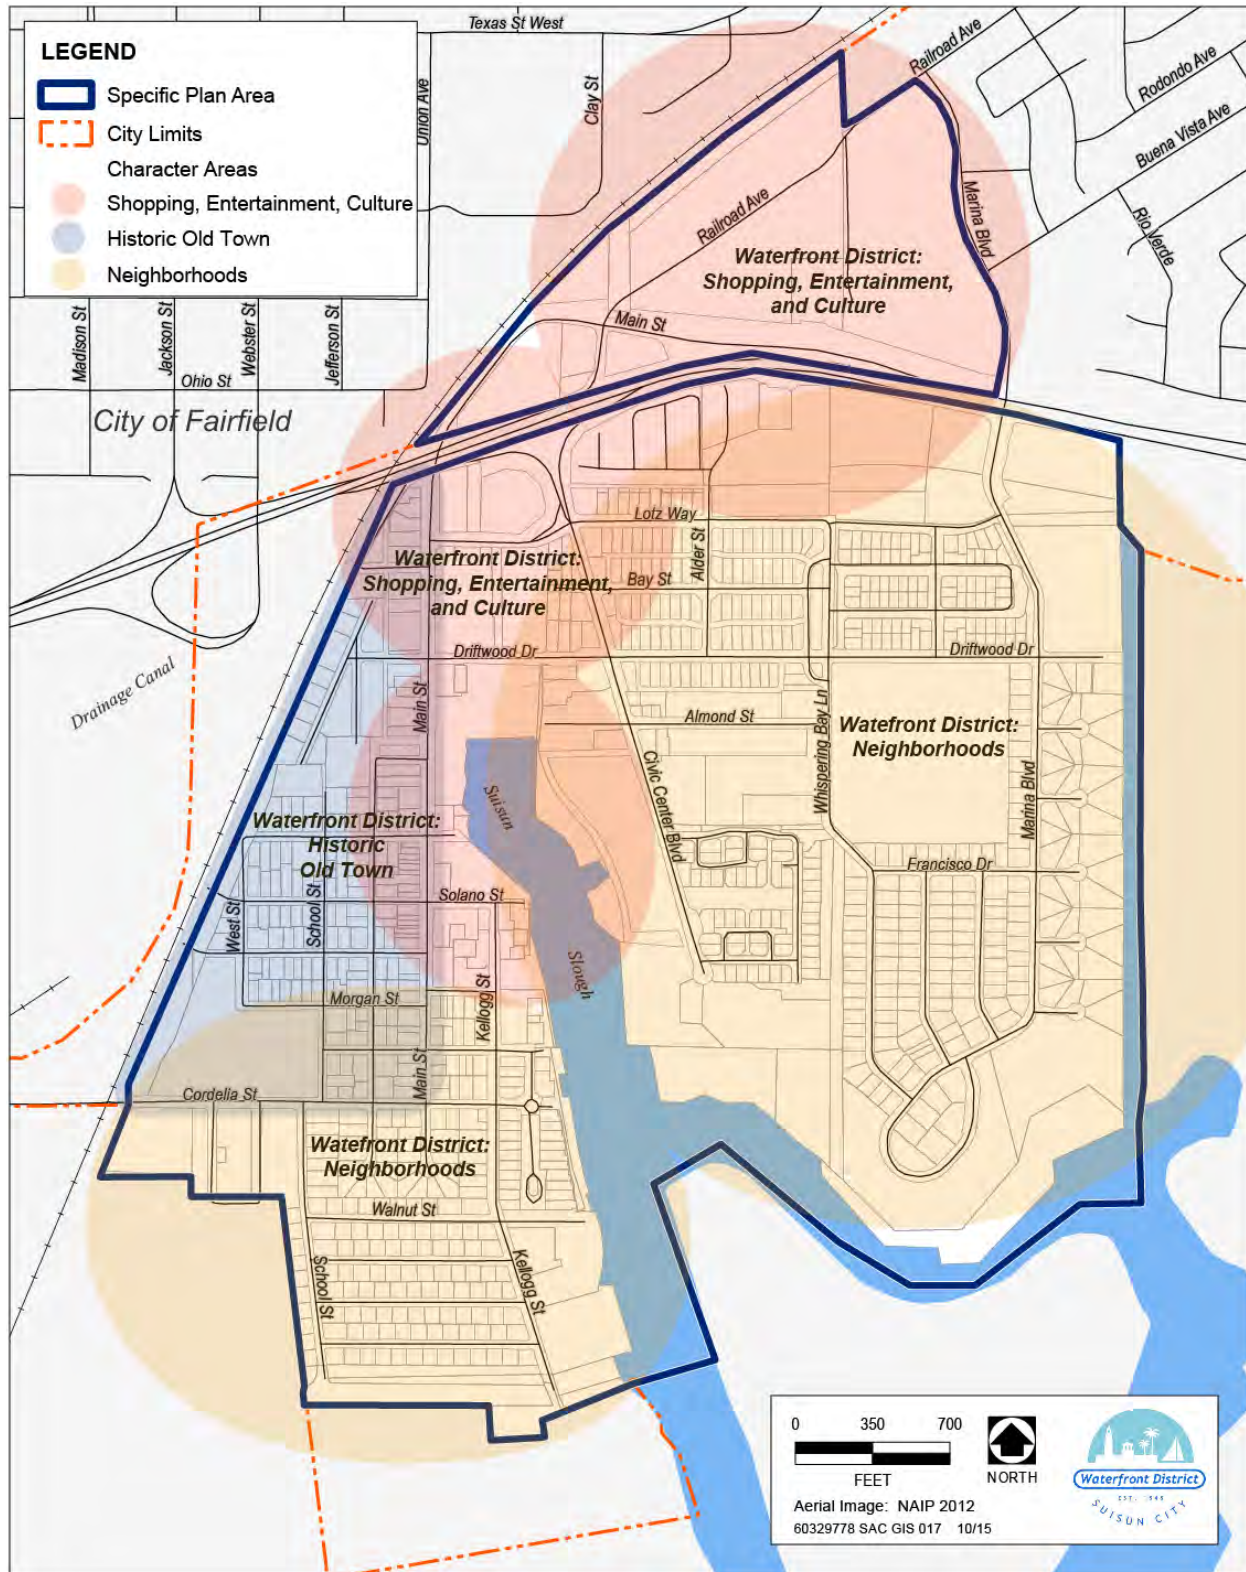 Texas St West
LEGEND
Specific Plan Area
City Limits
Character Areas
Shopping, Entertainment, Culture
Historic Old Town
Neighborhoods
Union Ave
Clay St
Railroad Ave
Rodondo Ave
Buena Vista Ave
Rio Verde
Marina Blvd
Railroad Ave
Waterfront District:
Shopping, Entertainment,
and Culture
Main St
Madison St
Jackson St
Webster St
Jefferson St
Ohio St
City of Fairfield
Lotz Way
Alder St
Bay St
Waterfront District:
Shopping, Entertainment,
and Culture
Driftwood Dr
Driftwood Dr
Drainage Canal
Main St
Almond St
Whispering Bay Ln
Watefront District:
Neighborhoods
Civic Center Blvd
Marina Blvd
Suisun
Waterfront District:
Historic
Old Town
Francisco Dr
Solano St
West St
School St
Slough
Kellogg St
Morgan St
Main St
Cordelia St
Watefront District:
Neighborhoods
Walnut St
School St
Kellogg St
0 350 700
FEET
NORTH
Aerial Image: NAIP 2012
60329778 SAC GIS 017 10/15
Waterfront District
SUISUN CITY